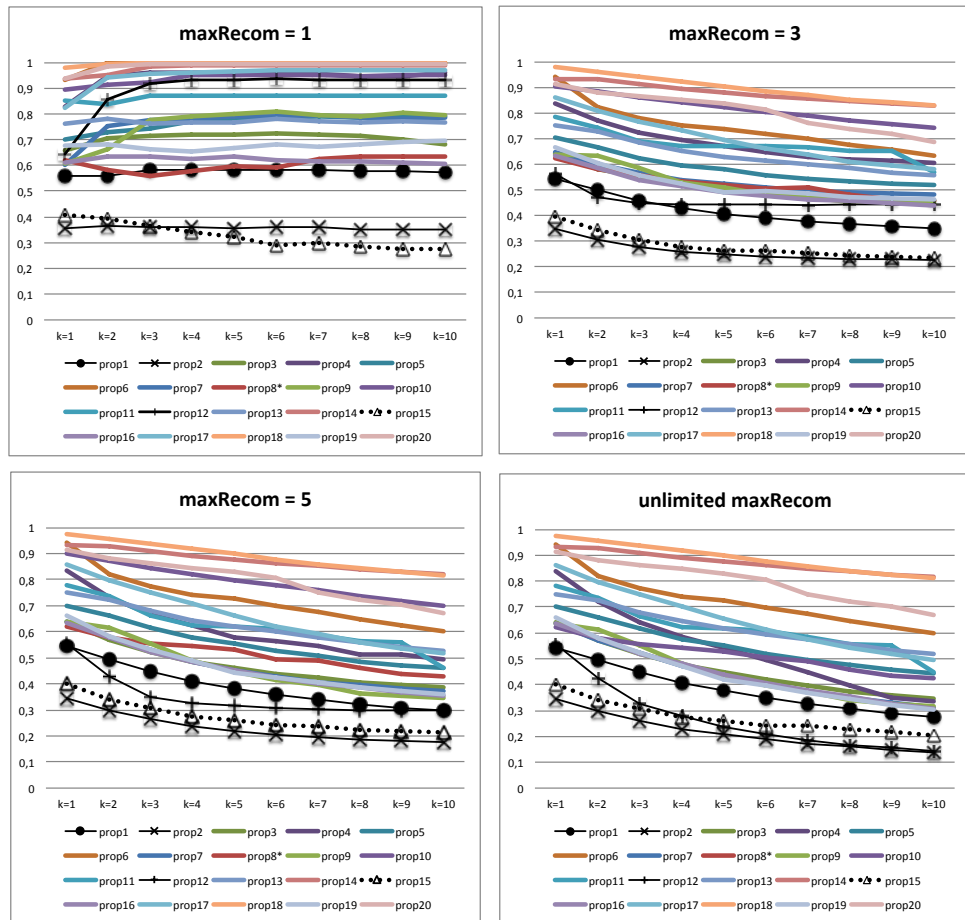 maxRecom = 1
1
0,9
0,8
0,7
0,6
0,5
0,4
0,3
0,2
0,1
0
k=1 k=2 k=3 k=4 k=5 k=6 k=7 k=8 k=9 k=10
prop1 prop2 prop3 prop4 prop5
prop6 prop7 prop8* prop9 prop10
prop11 prop12 prop13 prop14 prop15
prop16 prop17 prop18 prop19 prop20
maxRecom = 3
1
0,9
0,8
0,7
0,6
0,5
0,4
0,3
0,2
0,1
0
k=1 k=2 k=3 k=4 k=5 k=6 k=7 k=8 k=9 k=10
prop1 prop2 prop3 prop4 prop5
prop6 prop7 prop8* prop9 prop10
prop11 prop12 prop13 prop14 prop15
prop16 prop17 prop18 prop19 prop20
maxRecom = 5
1
0,9
0,8
0,7
0,6
0,5
0,4
0,3
0,2
0,1
0
k=1 k=2 k=3 k=4 k=5 k=6 k=7 k=8 k=9 k=10
prop1 prop2 prop3 prop4 prop5
prop6 prop7 prop8* prop9 prop10
prop11 prop12 prop13 prop14 prop15
prop16 prop17 prop18 prop19 prop20
unlimited maxRecom
1
0,9
0,8
0,7
0,6
0,5
0,4
0,3
0,2
0,1
0
k=1 k=2 k=3 k=4 k=5 k=6 k=7 k=8 k=9 k=10
prop1 prop2 prop3 prop4 prop5
prop6 prop7 prop8* prop9 prop10
prop11 prop12 prop13 prop14 prop15
prop16 prop17 prop18 prop19 prop20